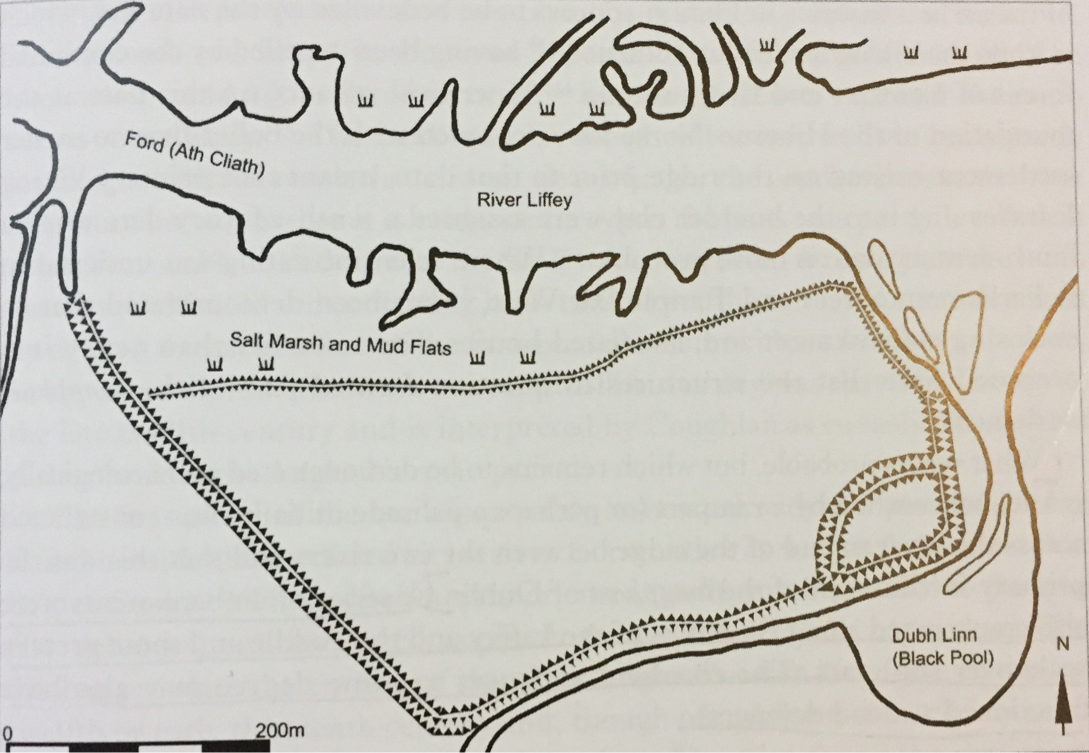 Ford (Ath Cliath)
River Liffey
Salt Marsh and Mud Flats
Dubh Linn
(Black Pool)
N
0 200m